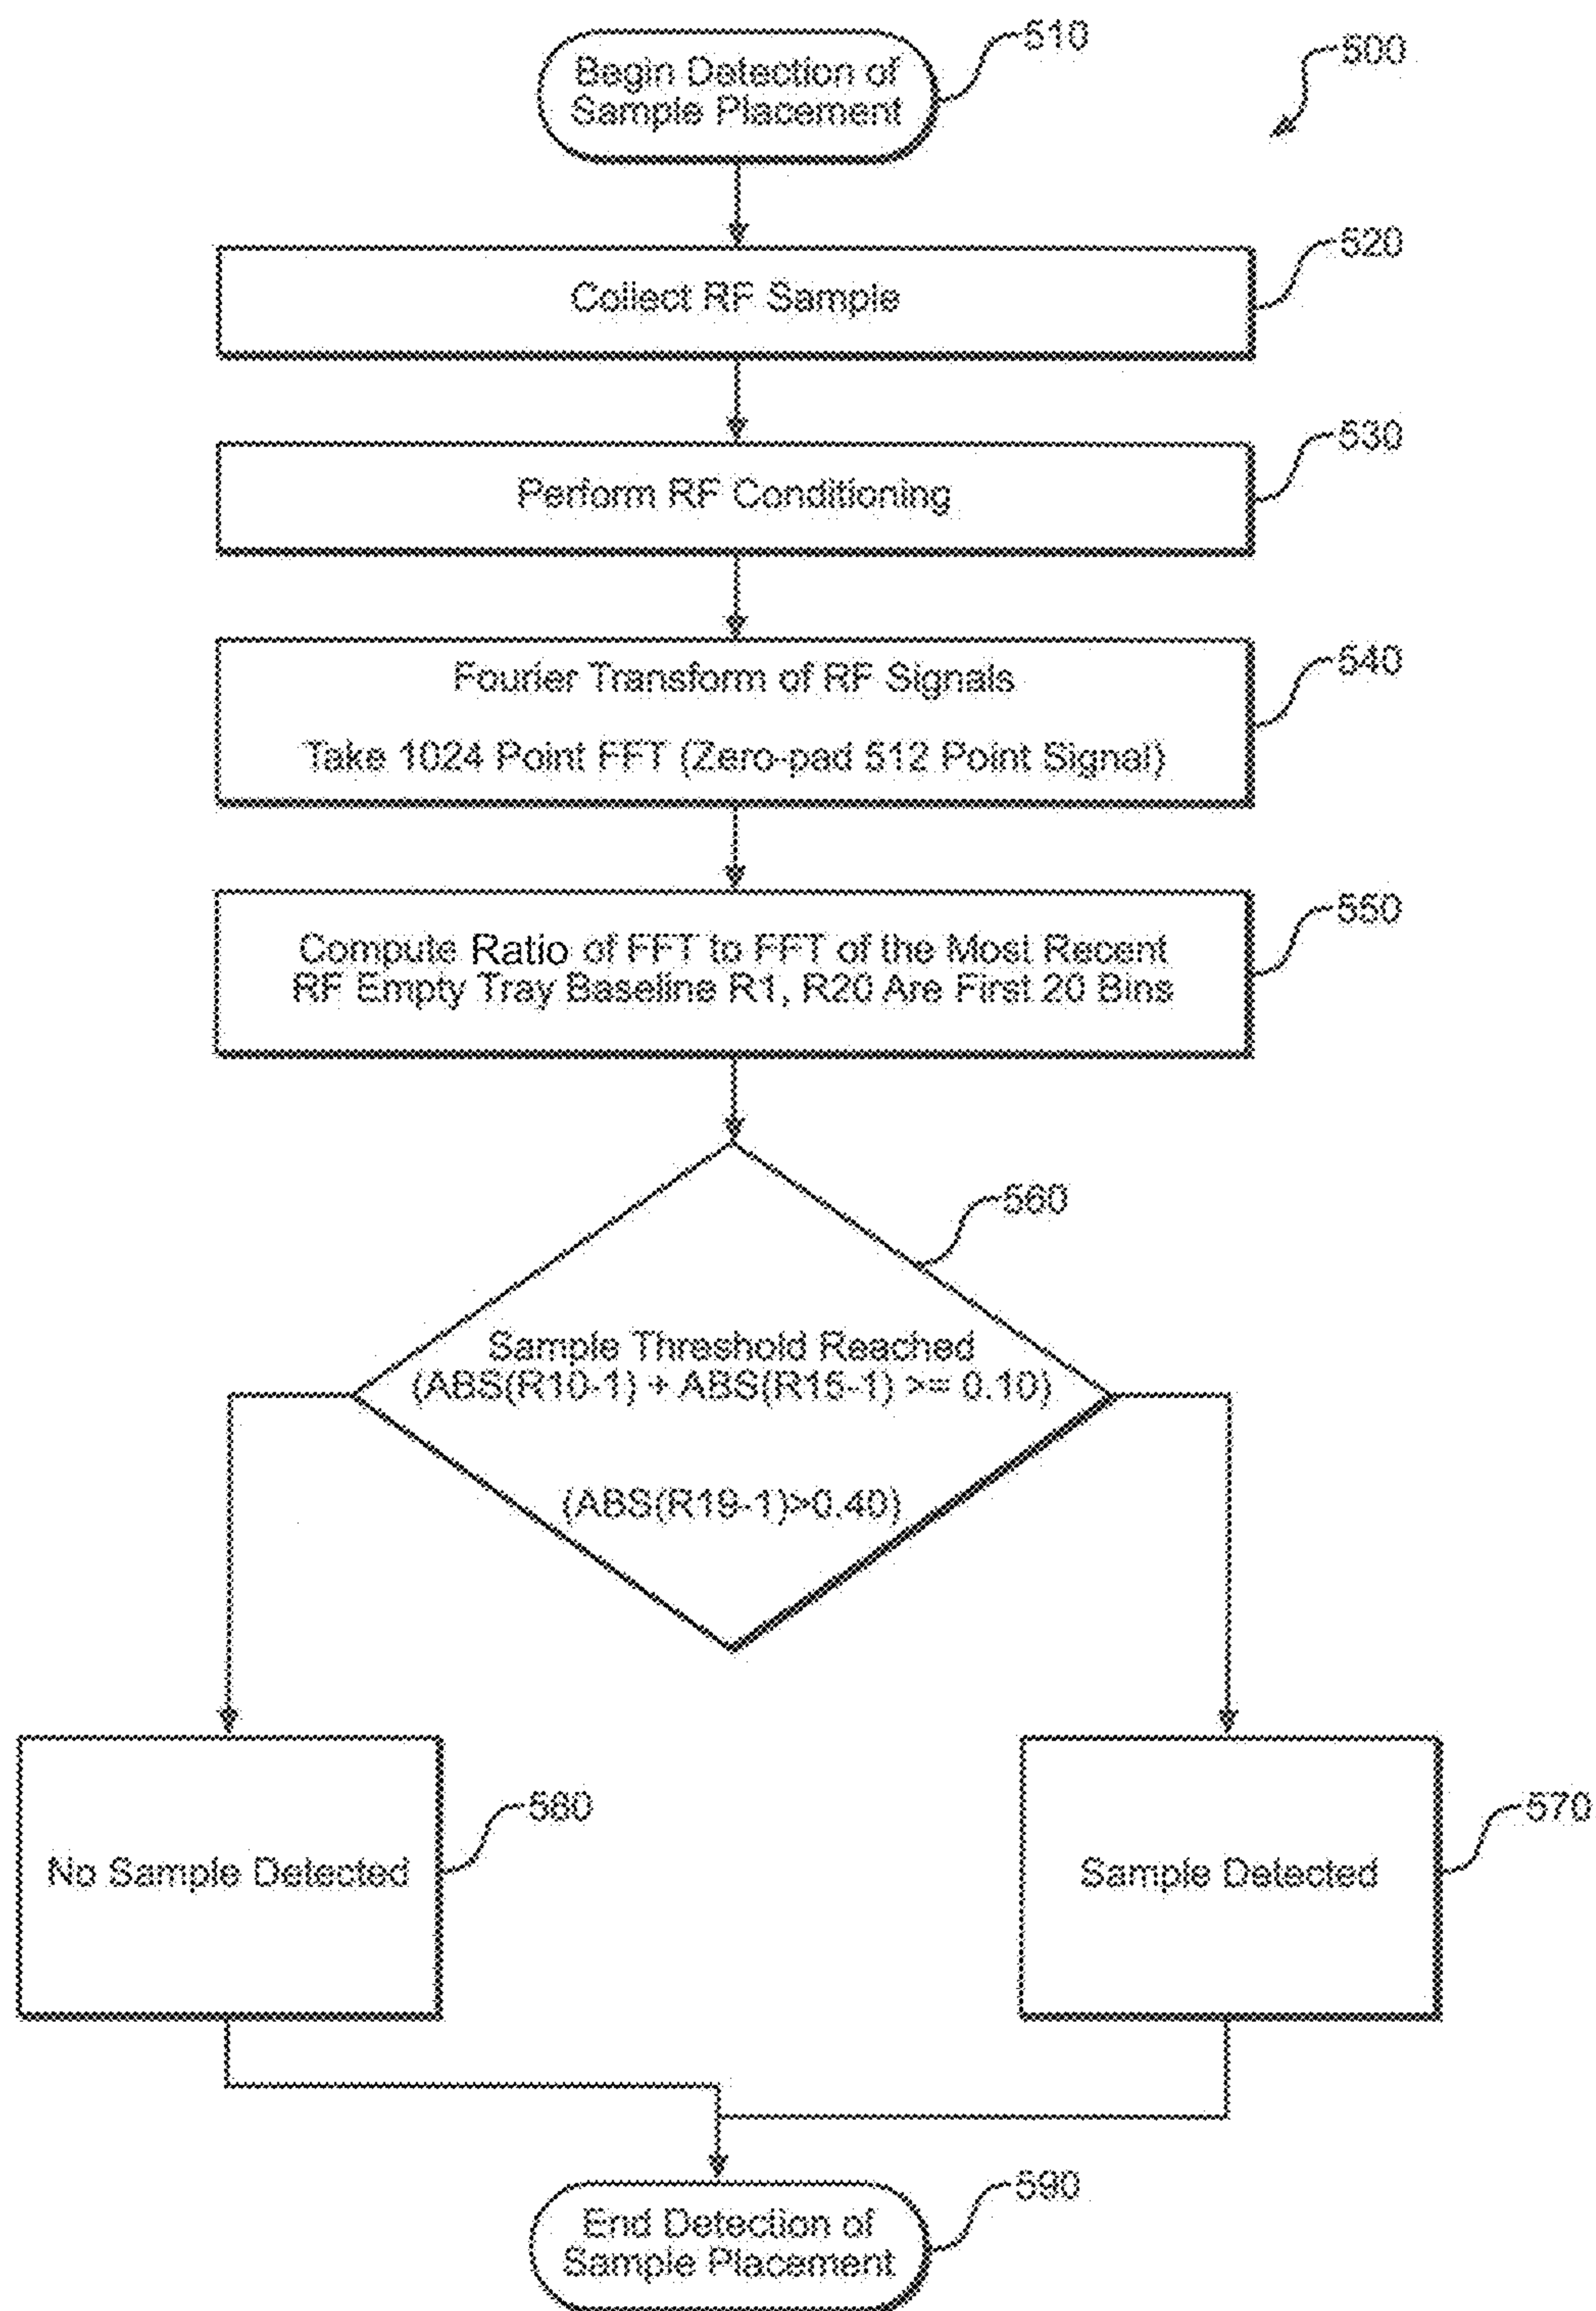 510
500
Begin Detection of
Sample Placement
520
Collect RF Sample
530
Perform RF Conditioning
540
Fourier Transform of RF Signals
Take 1024 Point FFT (Zero-pad 512 Point Signal)
550
Compute Ratio of FFT to FFT of the Most Recent
RF Empty Tray Baseline R1, R20 Are First 20 Bins
560
Sample Threshold Reached
(ABS(R10-1) + ABS(R15-1) >= 0.10)
(ABS(R19-1)>0.40)
580
570
No Sample Detected
Sample Detected
590
End Detection of
Sample Placement